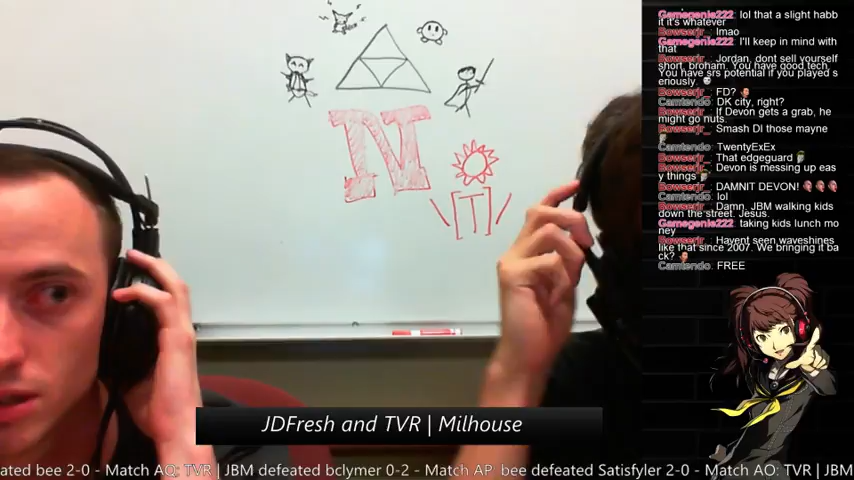 N
\[T]/
Gamegenie222: lol that a slight habb
it it's whatever
Bowserjr_: lmao
Gamegenie222: I'll keep in mind with
that
Bowserjr_: Jordan, dont sell yourself
short, broham. You have good tech.
You have srs potential if you played s
eriously.
Bowserjr_: FD?
Camtendo: DK city, right?
Bowserjr_: If Devon gets a grab, he
might go nuts.
Bowserjr_: Smash DI those mayne
Camtendo: TwentyExEx
Bowserjr_: That edgeguard
Bowserjr_: Devon is messing up eas
y things
Bowserjr_: DAMNIT DEVON!
Camtendo: lol
Bowserjr_: Damn. JBM walking kids
down the street. Jesus.
Gamegenie222: taking kids lunch mo
ney
Bowserjr_: Havent seen waveshines
like that since 2007. We bringing it ba
ck?
Camtendo: FREE
JDFresh and TVR | Milhouse
ated bee 2-0 - Match AQ: TVR | JBM defeated bclymer 0-2 - Match AP: bee defeated Satisfyler 2-0 - Match AO: TVR | JBM